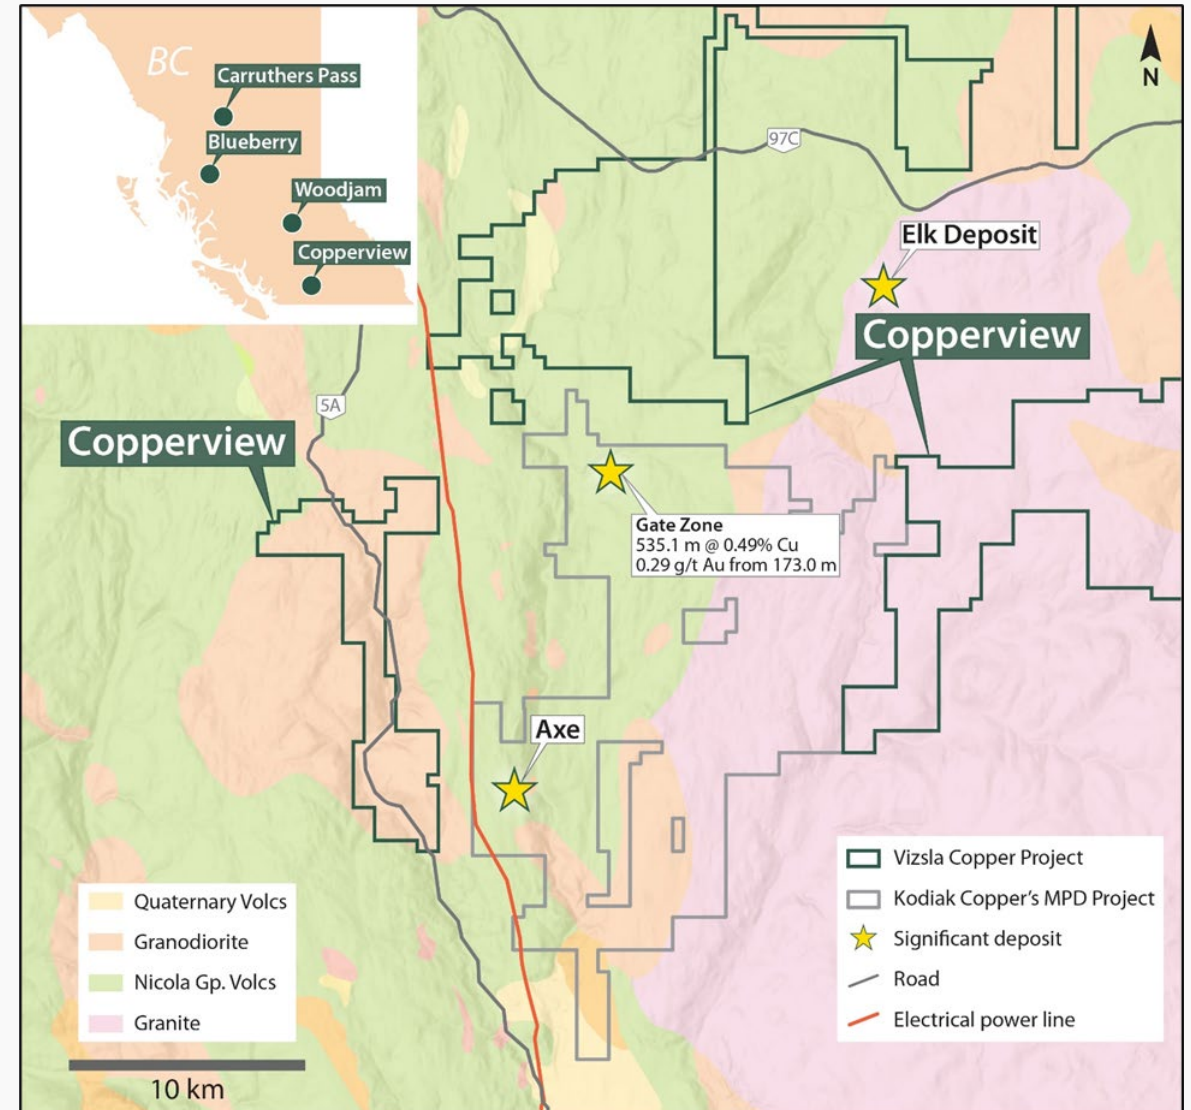 BC
Carruthers Pass
Blueberry
Woodjam
Copperview
N
97C
Elk Deposit
Copperview
5A
Copperview
Gate Zone
535.1 m @ 0.49% Cu
0.29 g/t Au from 173.0 m
Axe
Quaternary Volcs
Granodiorite
Nicola Gp. Volcs
Granite
10 km
Vizsla Copper Project
Kodiak Copper's MPD Project
Significant deposit
Road
Electrical power line